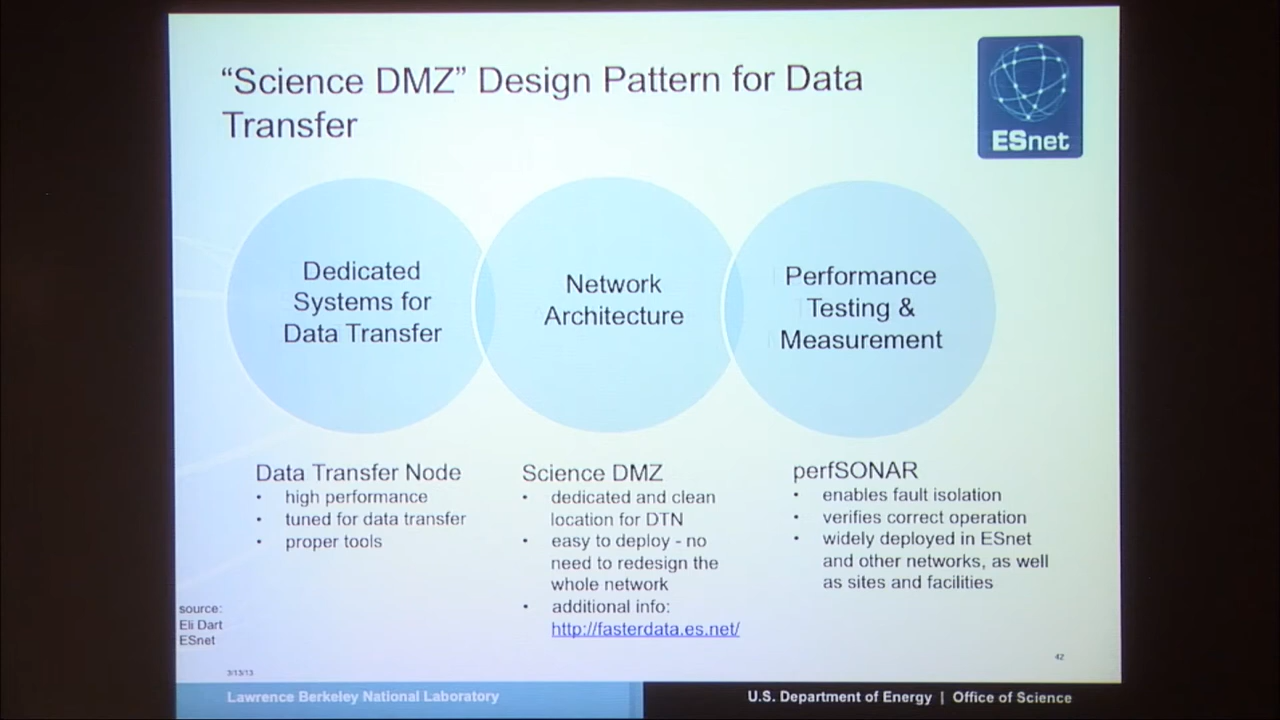 “Science DMZ” Design Pattern for Data
Transfer
ESnet
Dedicated
Systems for
Data Transfer
Network
Architecture
Performance
Testing &
Measurement
Data Transfer Node
• high performance
• tuned for data transfer
• proper tools
Science DMZ
• dedicated and clean
location for DTN
• easy to deploy - no
need to redesign the
whole network
• additional info:
http://fasterdata.es.net/
perfSONAR
• enables fault isolation
• verifies correct operation
• widely deployed in ESnet
and other networks, as well
as sites and facilities
source:
Eli Dart
ESnet
3/13/13
42
Lawrence Berkeley National Laboratory
U.S. Department of Energy | Office of Science